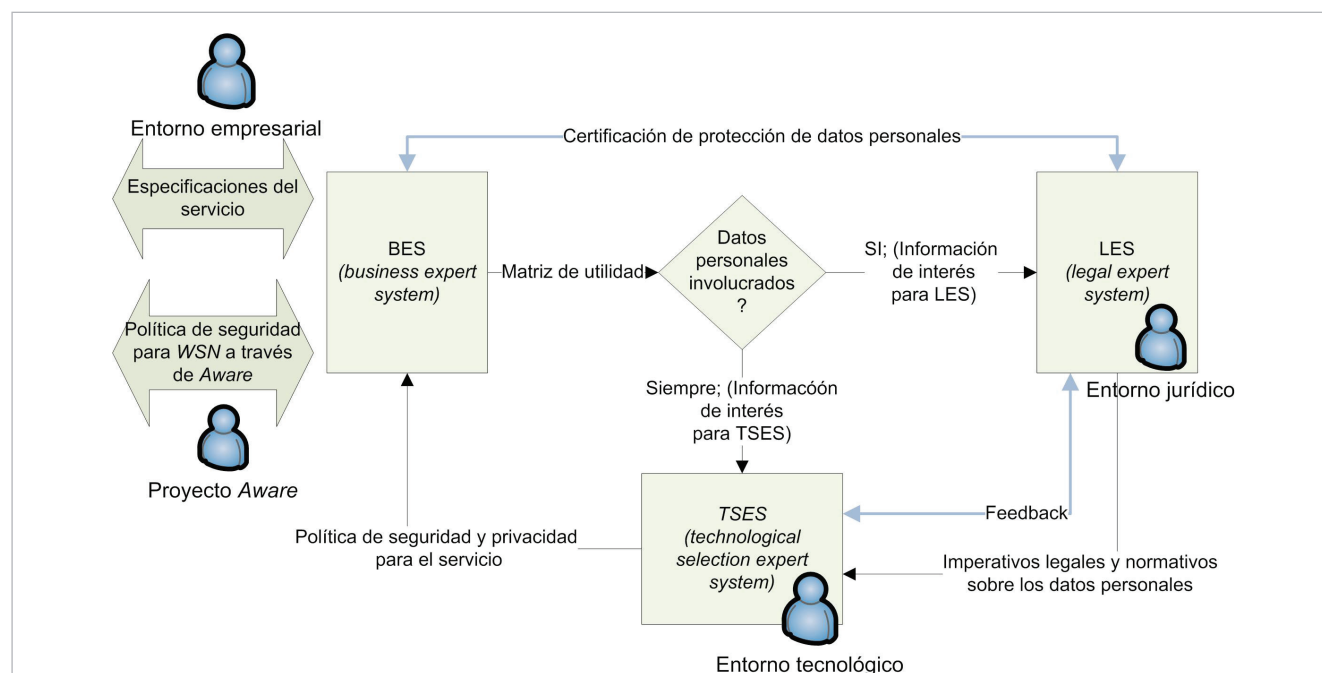 Entorno empresarial
Especificaciones del
servicio
Política de seguridad
para WSN a través
de Aware
Proyecto Aware
BES
(business expert
system)
Certificación de protección de datos personales
Matriz de utilidad
Datos
personales
involucrados
?
SI; (Información
de interés
para LES)
LES
(legal expert
system)
Entorno jurídico
Siempre; (Informacóón
de interés
para TSES)
TSES
(technological
selection expert
system)
Entorno tecnológico
Feedback
Imperativos legales y normativos
sobre los datos personales
Política de seguridad y privacidad
para el servicio